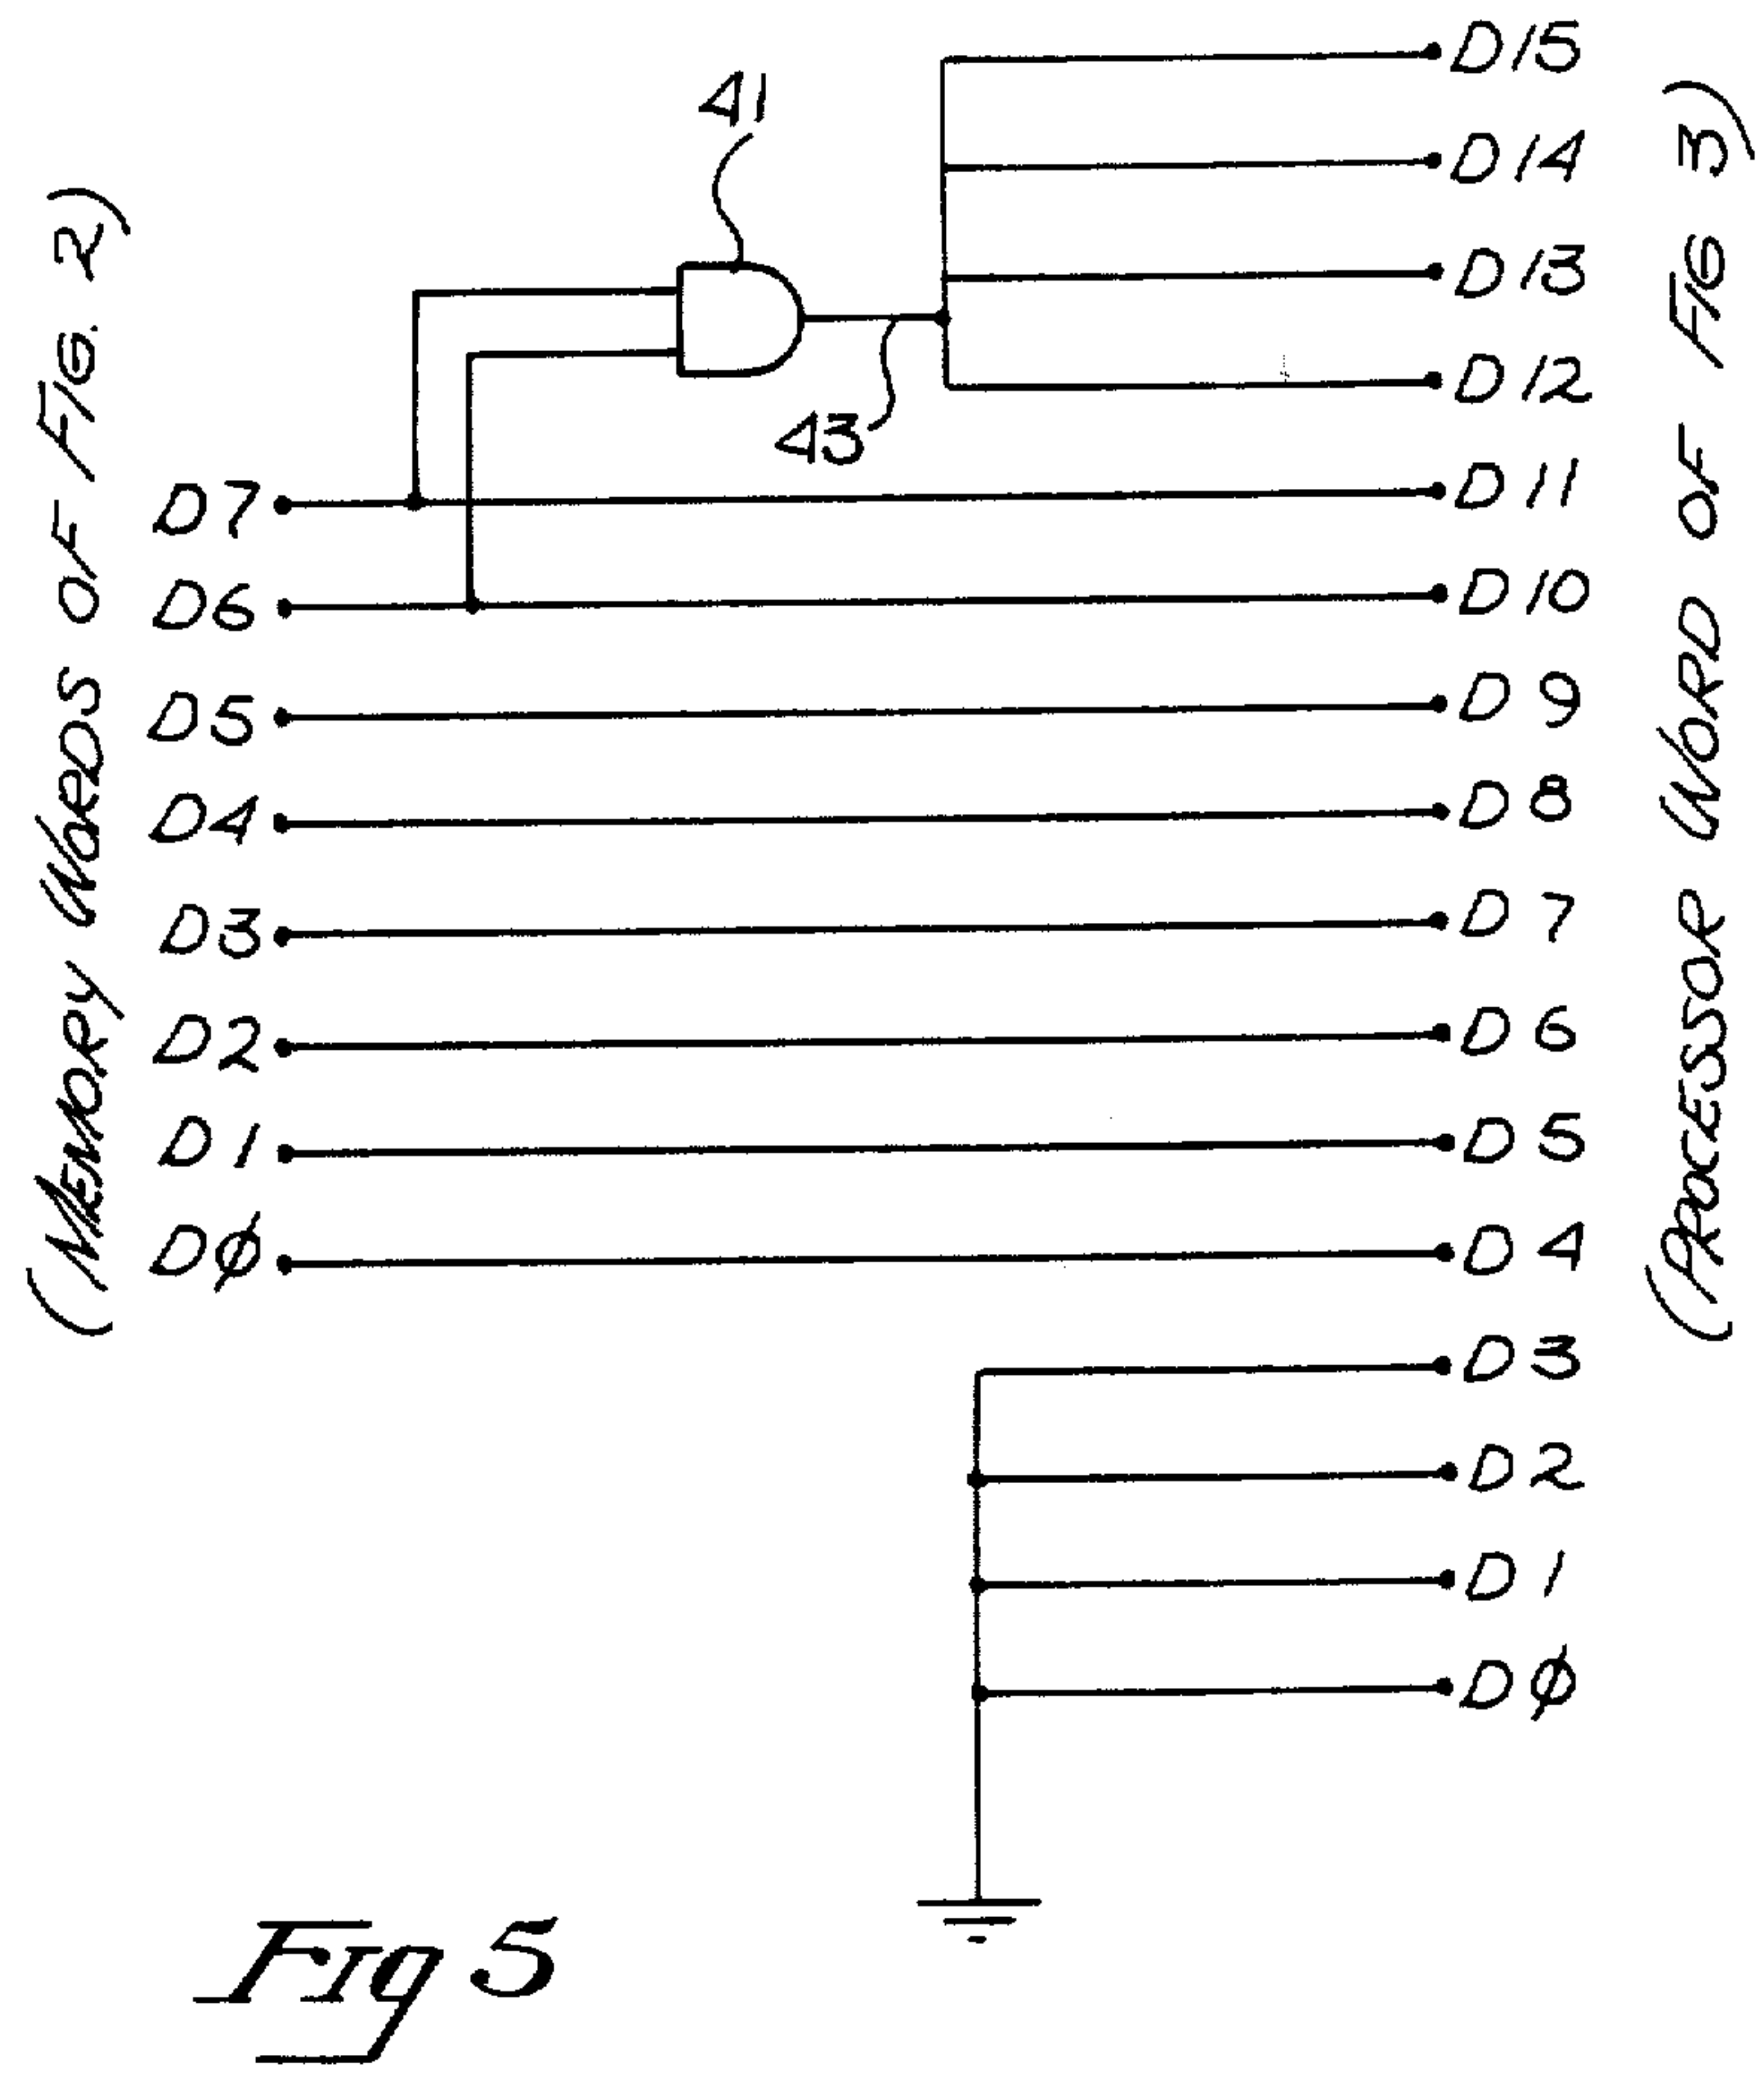 (MEMORY WORDS OF FIG. 2)
D7
D6
D5
D4
D3
D2
D1
DØ
41
43
D15
D14
D13
D12
D11
D10
D9
D8
D7
D6
D5
D4
D3
D2
D1
DØ
(PROCESSOR WORD OF FIG 3)
Fig 5